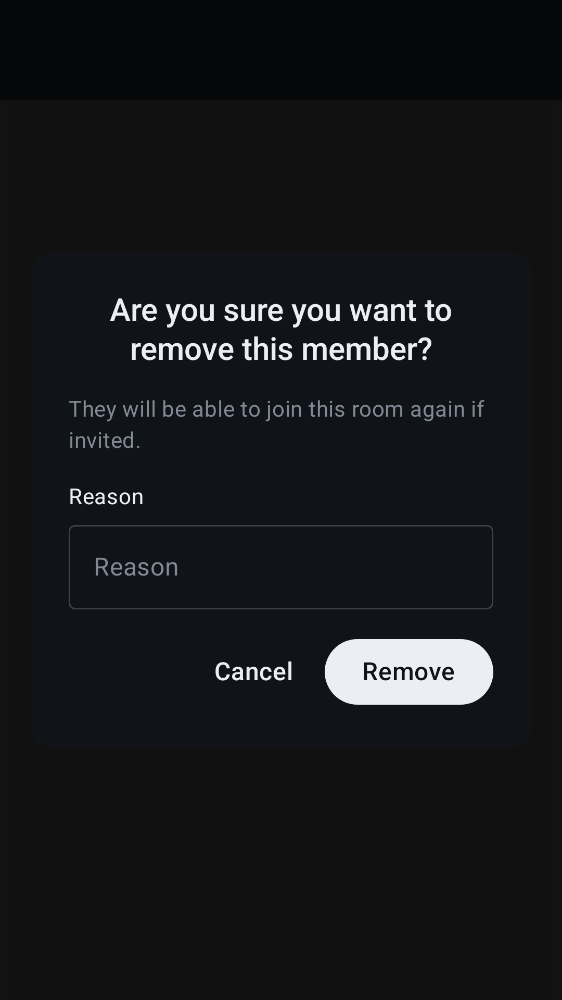 Are you sure you want to
remove this member?
They will be able to join this room again if
invited.
Reason
Reason
Cancel
Remove